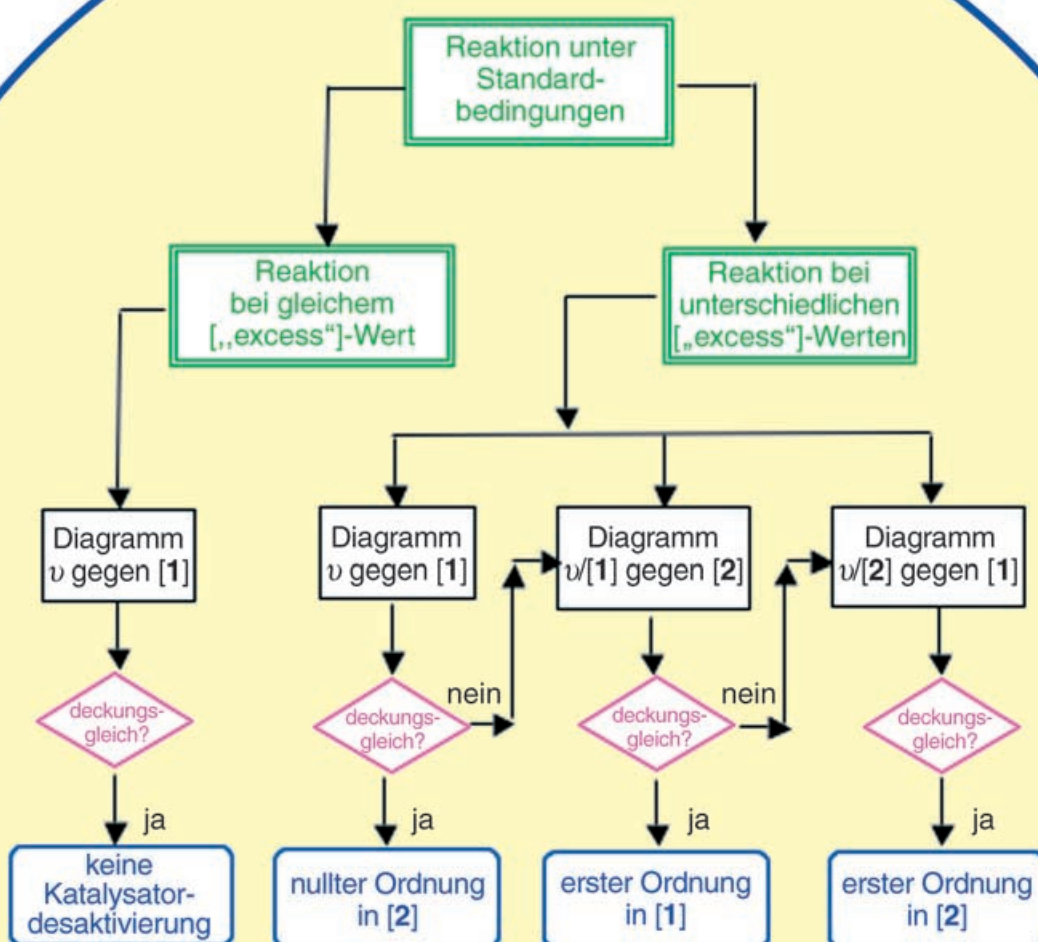 Reaktion unter
Standard-
bedingungen
Reaktion
bei gleichem
[,,excess“]-Wert
Reaktion bei
unterschiedlichen
[„excess“]-Werten
Diagramm
υ gegen [1]
Diagramm
υ gegen [1]
Diagramm
υ/[1] gegen [2]
Diagramm
υ/[2] gegen [1]
deckungs-
gleich?
nein
deckungs-
gleich?
nein
deckungs-
gleich?
deckungs-
gleich?
ja
ja
ja
ja
keine
Katalysator-
desaktivierung
nullter Ordnung
in [2]
erster Ordnung
in [1]
erster Ordnung
in [2]